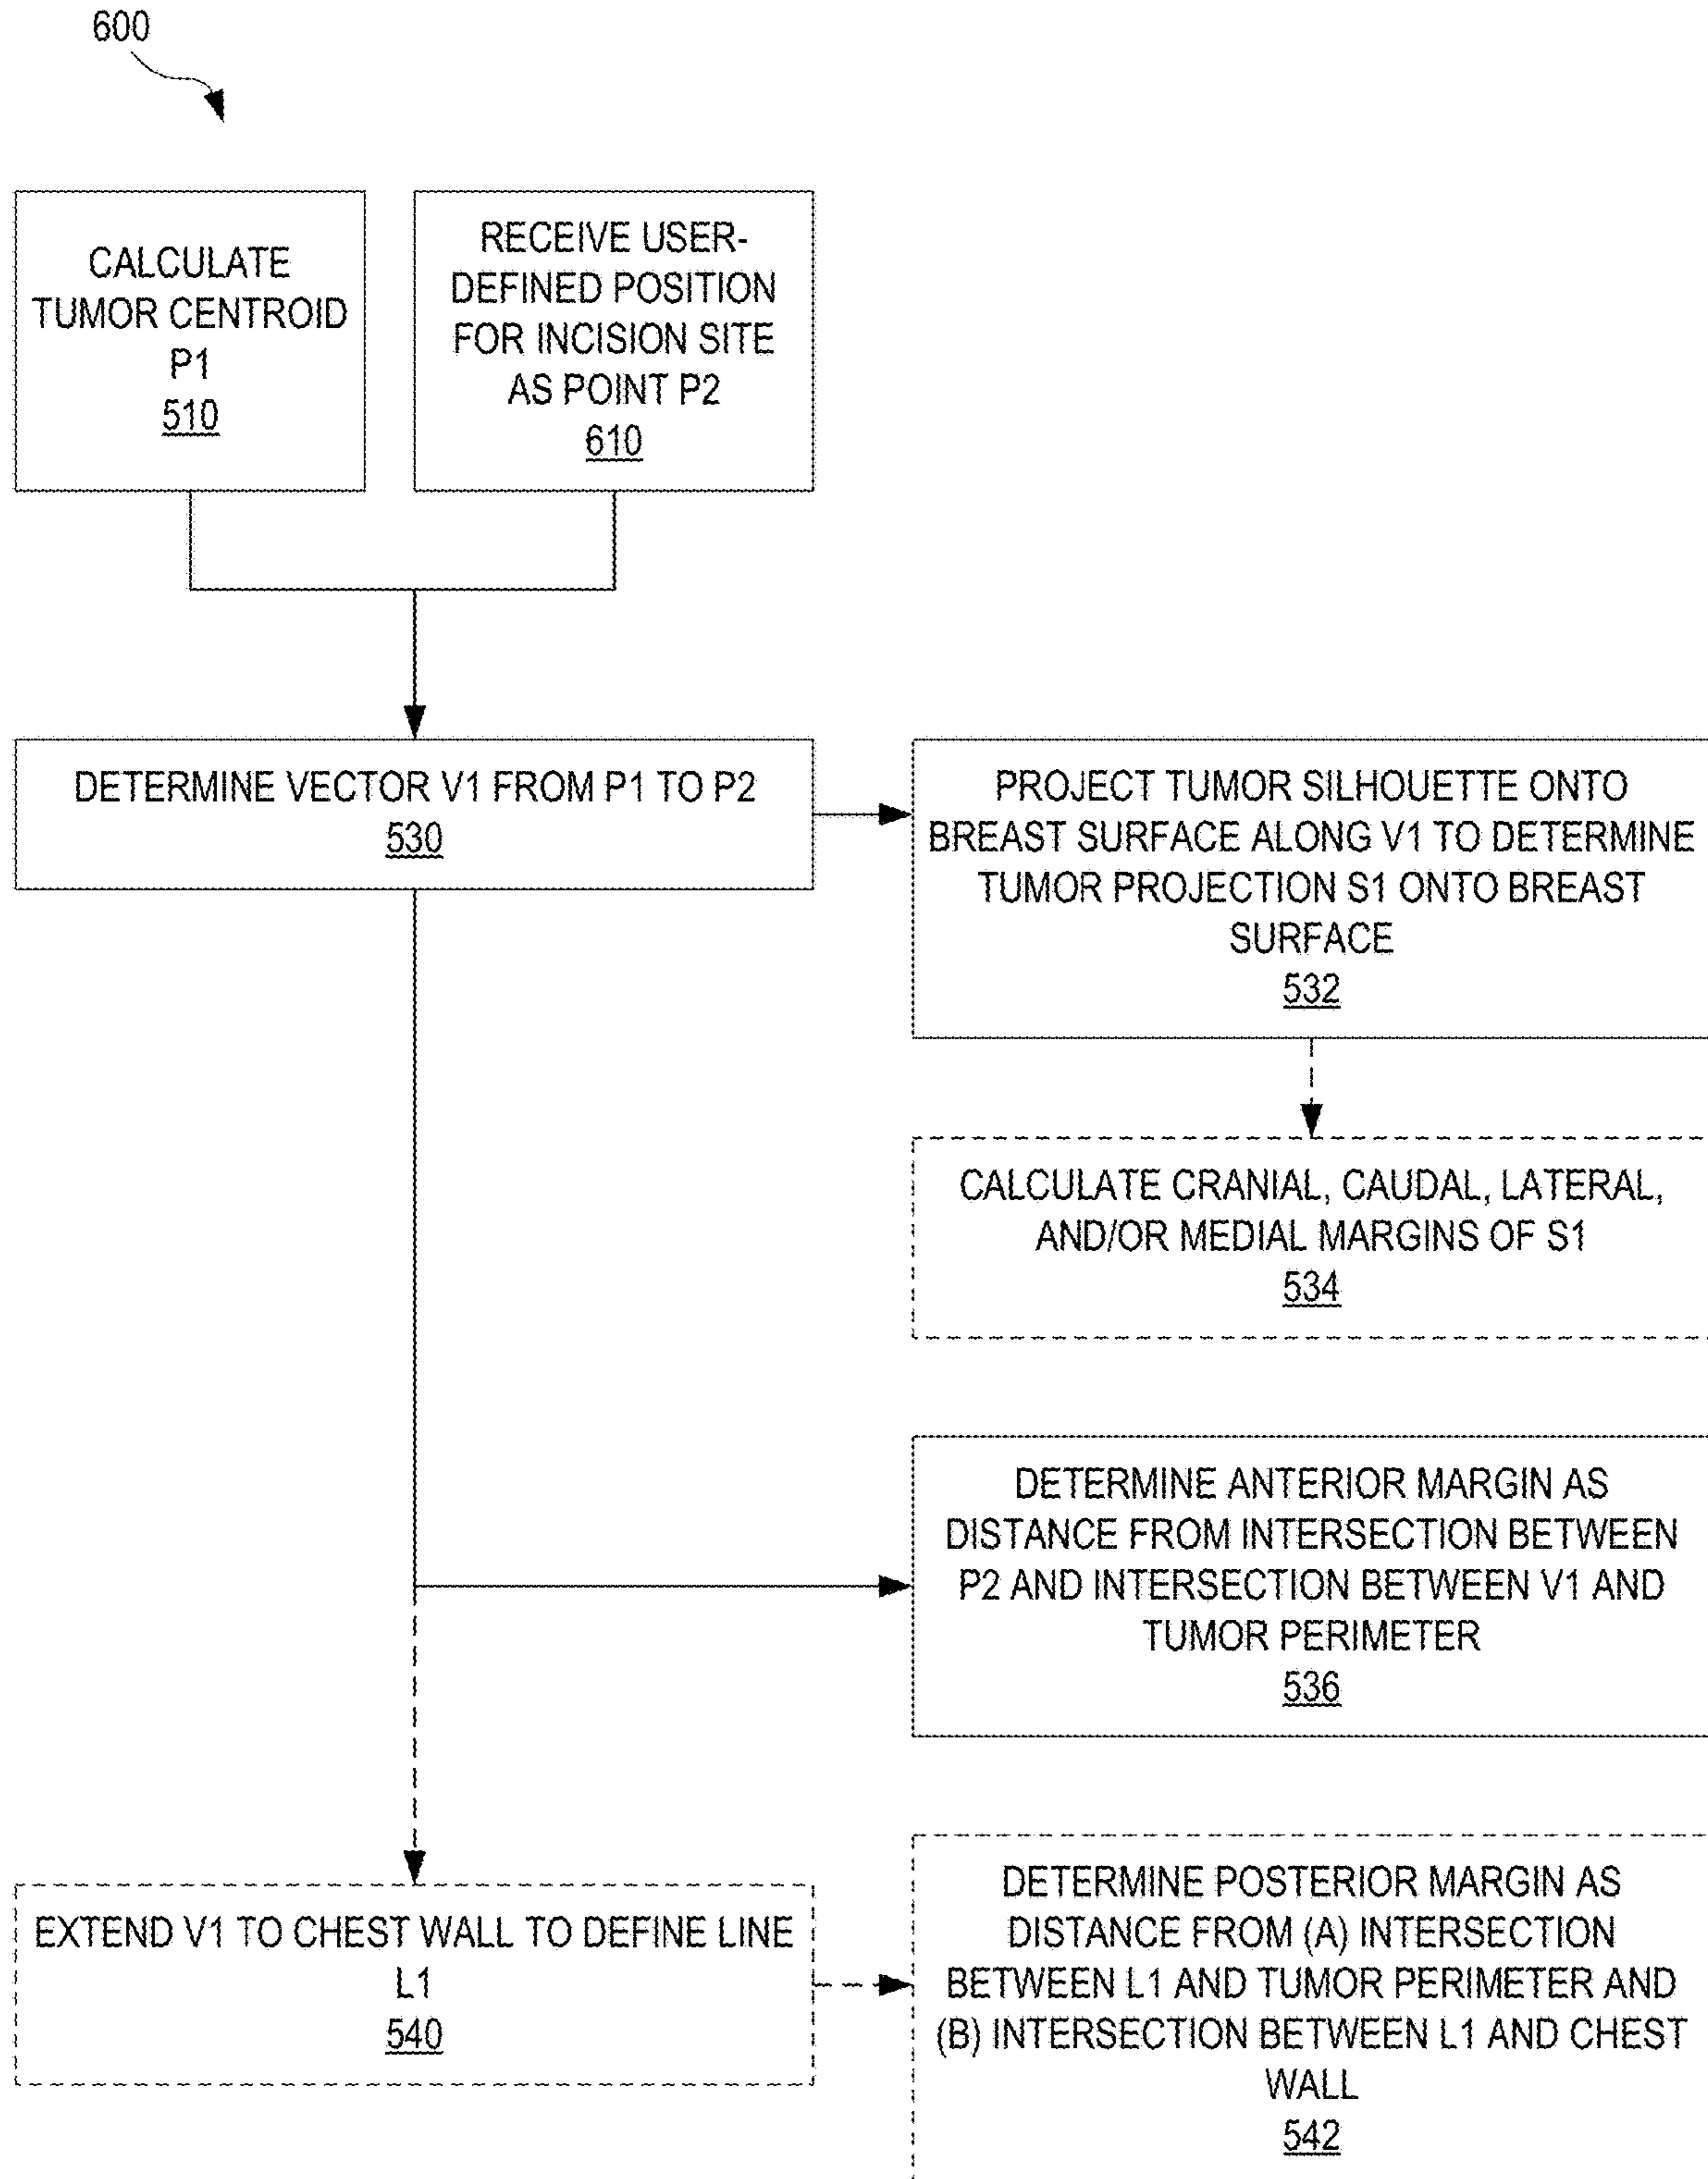 600
CALCULATE
TUMOR CENTROID
P1
510
RECEIVE USER-
DEFINED POSITION
FOR INCISION SITE
AS POINT P2
610
DETERMINE VECTOR V1 FROM P1 TO P2
530
PROJECT TUMOR SILHOUETTE ONTO
BREAST SURFACE ALONG V1 TO DETERMINE
TUMOR PROJECTION S1 ONTO BREAST
SURFACE
532
CALCULATE CRANIAL, CAUDAL, LATERAL,
AND/OR MEDIAL MARGINS OF S1
534
DETERMINE ANTERIOR MARGIN AS
DISTANCE FROM INTERSECTION BETWEEN
P2 AND INTERSECTION BETWEEN V1 AND
TUMOR PERIMETER
536
EXTEND V1 TO CHEST WALL TO DEFINE LINE
L1
540
DETERMINE POSTERIOR MARGIN AS
DISTANCE FROM (A) INTERSECTION
BETWEEN L1 AND TUMOR PERIMETER AND
(B) INTERSECTION BETWEEN L1 AND CHEST
WALL
542